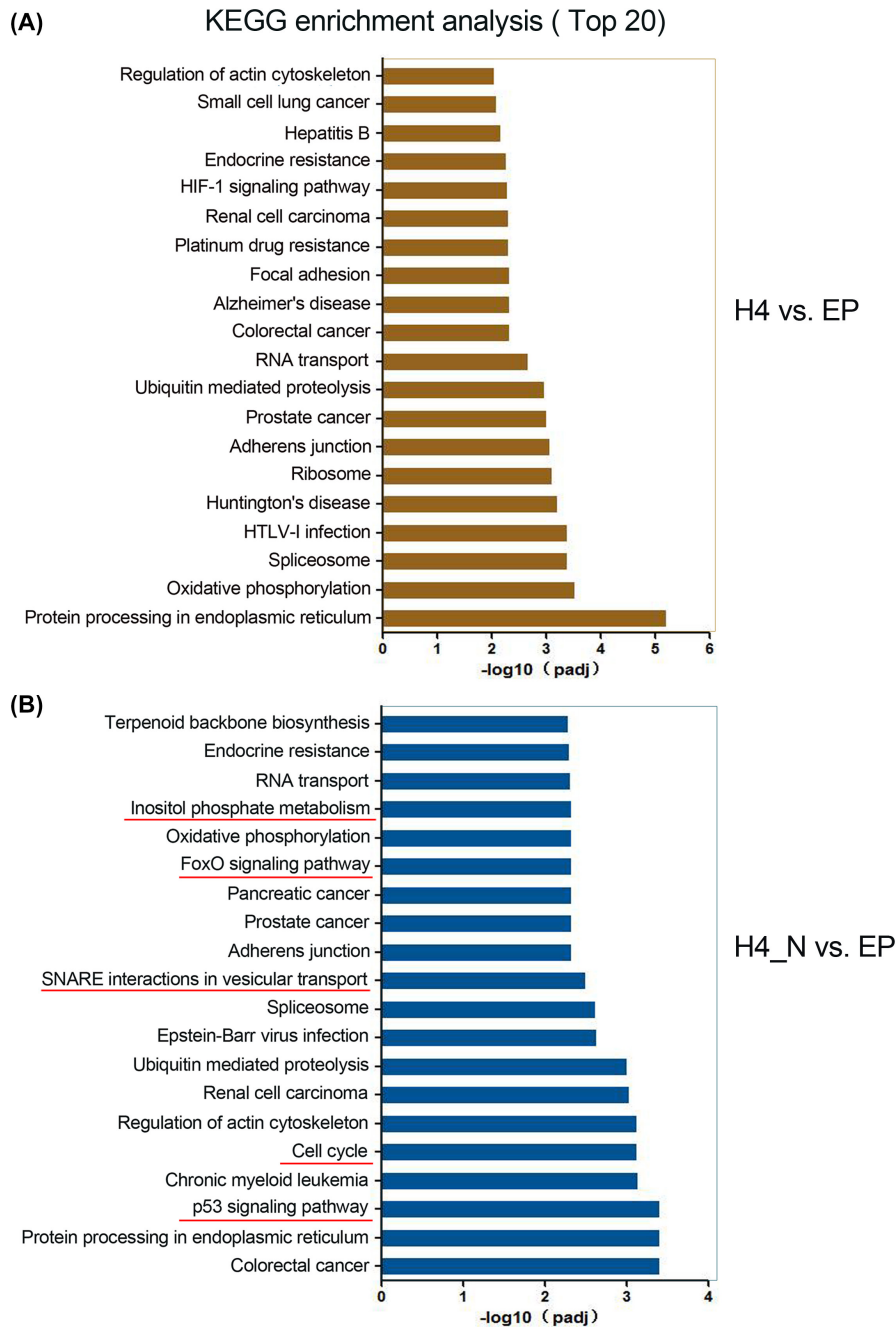 (A)
KEGG enrichment analysis ( Top 20)
Regulation of actin cytoskeleton
Small cell lung cancer
Hepatitis B
Endocrine resistance
HIF-1 signaling pathway
Renal cell carcinoma
Platinum drug resistance
Focal adhesion
Alzheimer's disease
Colorectal cancer
RNA transport
Ubiquitin mediated proteolysis
Prostate cancer
Adherens junction
Ribosome
Huntington's disease
HTLV-I infection
Spliceosome
Oxidative phosphorylation
Protein processing in endoplasmic reticulum
0 1 2 3 4 5 6
-log10 (padj)
H4 vs. EP
(B)
Terpenoid backbone biosynthesis
Endocrine resistance
RNA transport
Inositol phosphate metabolism
Oxidative phosphorylation
FoxO signaling pathway
Pancreatic cancer
Prostate cancer
Adherens junction
SNARE interactions in vesicular transport
Spliceosome
Epstein-Barr virus infection
Ubiquitin mediated proteolysis
Renal cell carcinoma
Regulation of actin cytoskeleton
Cell cycle
Chronic myeloid leukemia
p53 signaling pathway
Protein processing in endoplasmic reticulum
Colorectal cancer
0 1 2 3 4
-log10 (padj)
H4_N vs. EP